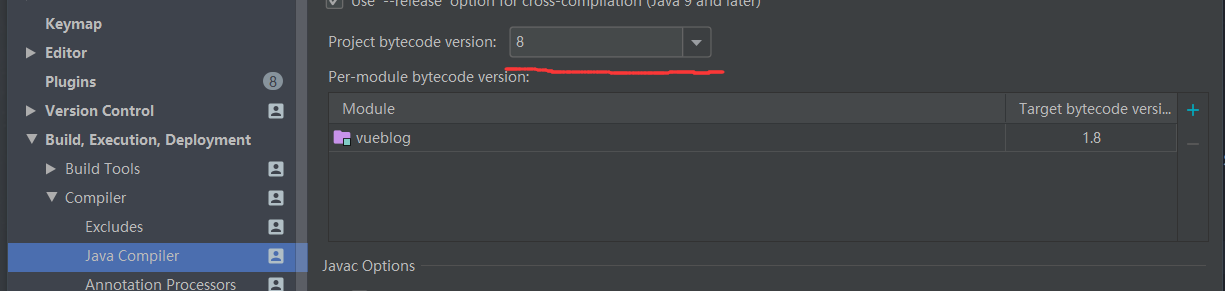 Use '--release' option for cross-compilation (Java 9 and later)
Keymap
Editor
Plugins
8
Version Control
Build, Execution, Deployment
Build Tools
Compiler
Excludes
Java Compiler
Annotation Processors
Project bytecode version:
8
Per-module bytecode version:
Module
Target bytecode versi...
vueblog
1.8
Javac Options